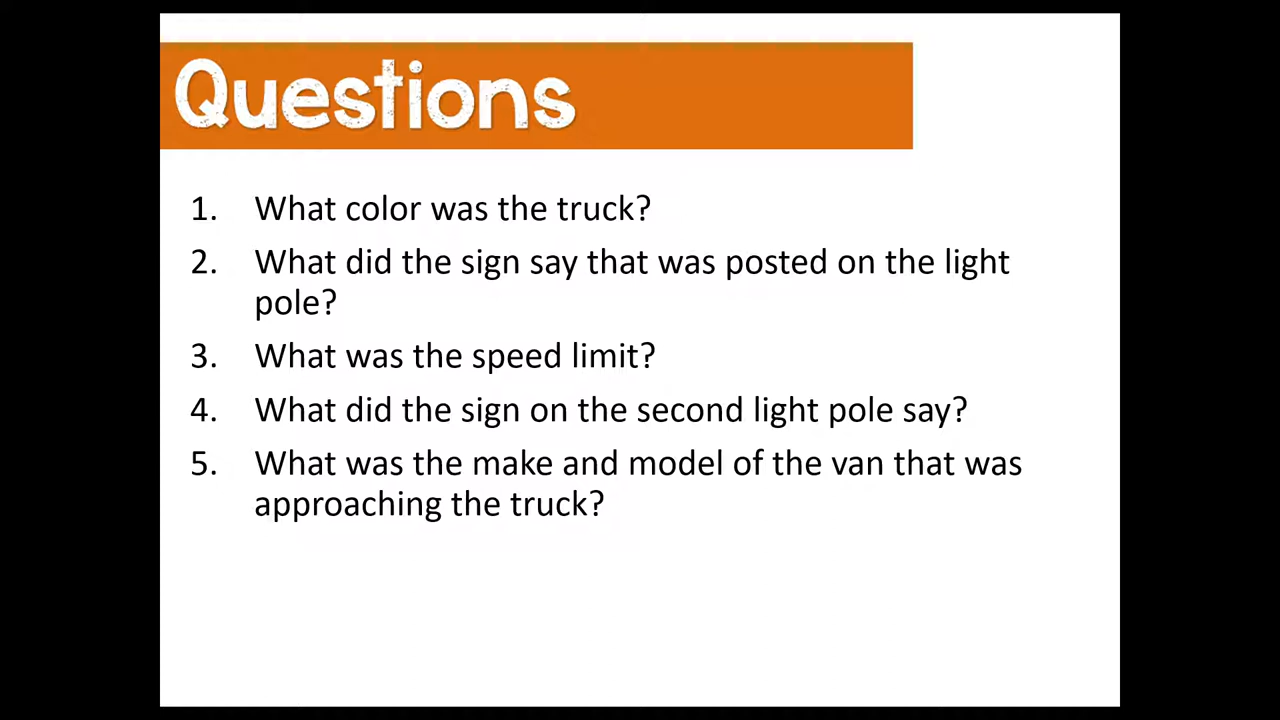 Questions
1. What color was the truck?
2. What did the sign say that was posted on the light
pole?
3. What was the speed limit?
4. What did the sign on the second light pole say?
5. What was the make and model of the van that was
approaching the truck?